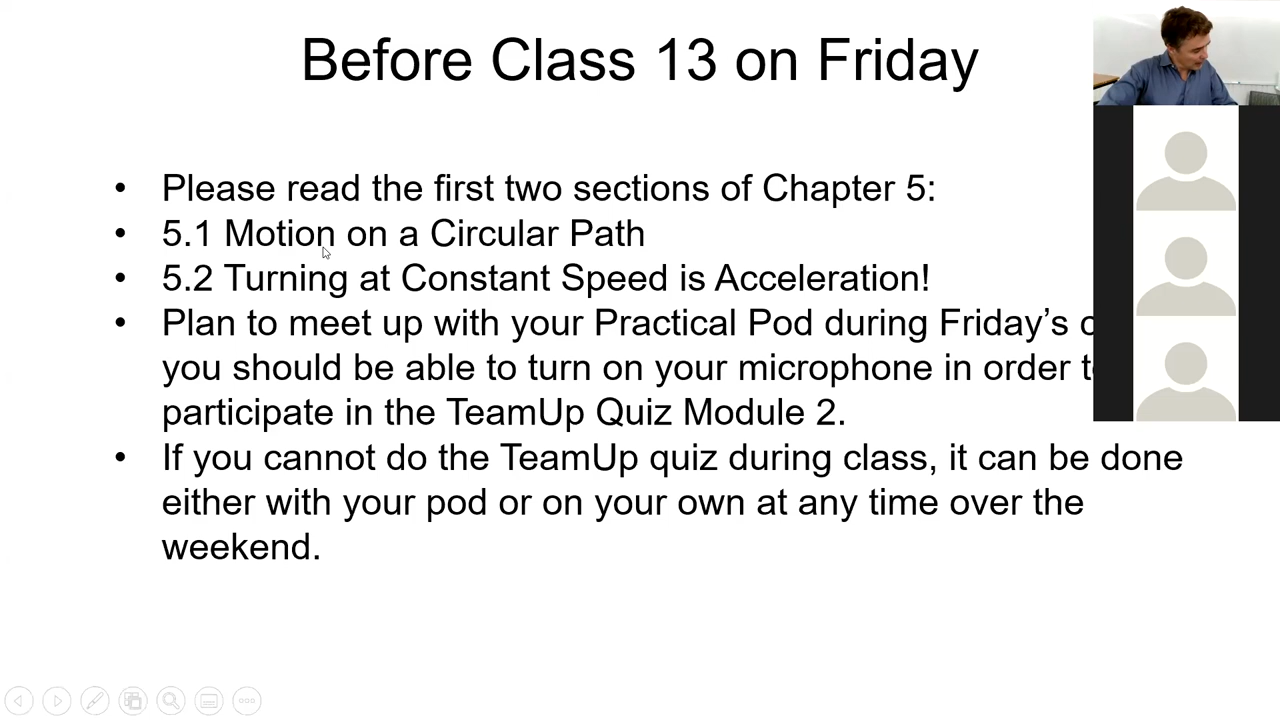 Before Class 13 on Friday
• Please read the first two sections of Chapter 5:
• 5.1 Motion on a Circular Path
• 5.2 Turning at Constant Speed is Acceleration!
• Plan to meet up with your Practical Pod during Friday's
you should be able to turn on your microphone in order
participate in the TeamUp Quiz Module 2.
• If you cannot do the TeamUp quiz during class, it can be done
either with your pod or on your own at any time over the
weekend.